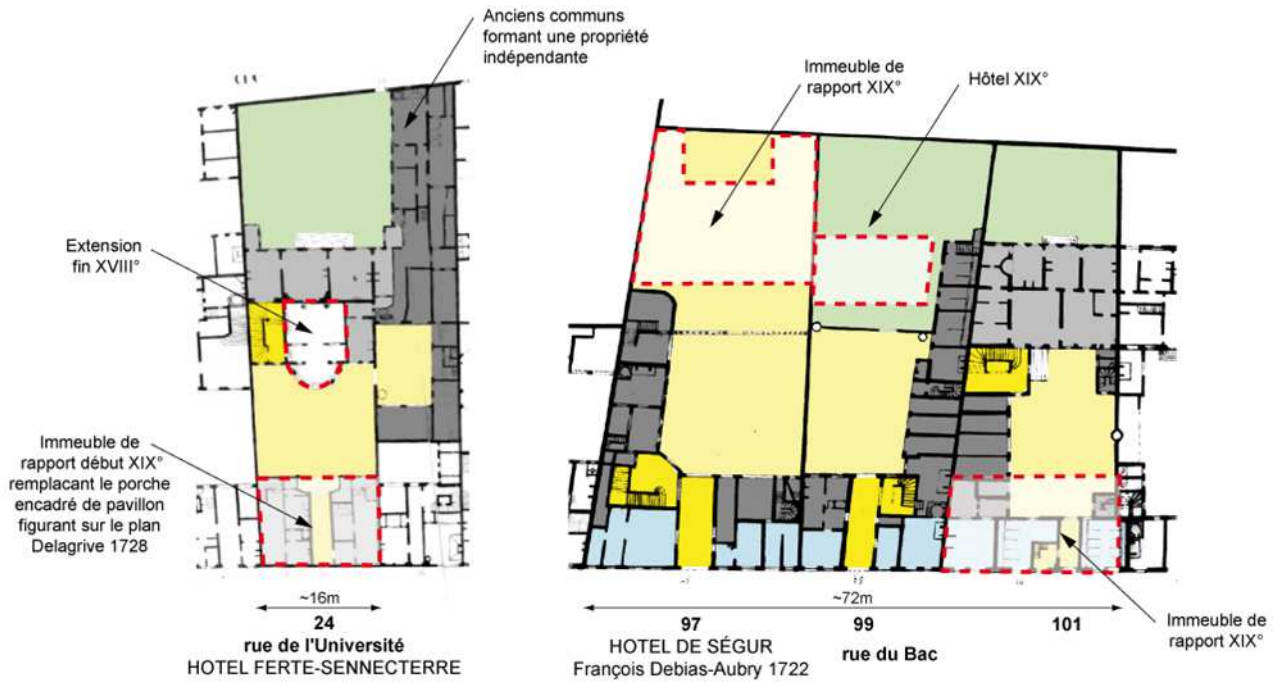 Anciens communs
formant une propriété
indépendante
Immeuble de
rapport XIX°
Hôtel XIX°
Extension
fin XVIII°
Immeuble de
rapport début XIX°
remplacant le porche
encadré de pavillon
figurant sur le plan
Delagrive 1728
~16m
24
rue de l'Université
HOTEL FERTE-SENNECTERRE
~72m
97
99
101
HOTEL DE SÉGUR
François Debias-Aubry 1722
rue du Bac
Immeuble de
rapport XIX°